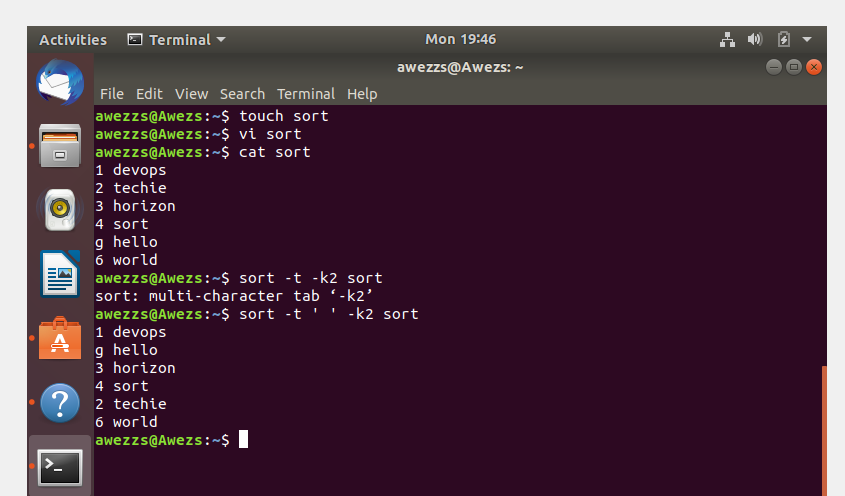 Activities Terminal Mon 19:46
awezzs@Awezs: ~
File Edit View Search Terminal Help
awezzs@Awezs:~$ touch sort
awezzs@Awezs:~$ vi sort
awezzs@Awezs:~$ cat sort
1 devops
2 techie
3 horizon
4 sort
g hello
6 world
awezzs@Awezs:~$ sort -t -k2 sort
sort: multi-character tab ‘-k2’
awezzs@Awezs:~$ sort -t ' ' -k2 sort
1 devops
g hello
3 horizon
4 sort
2 techie
6 world
awezzs@Awezs:~$